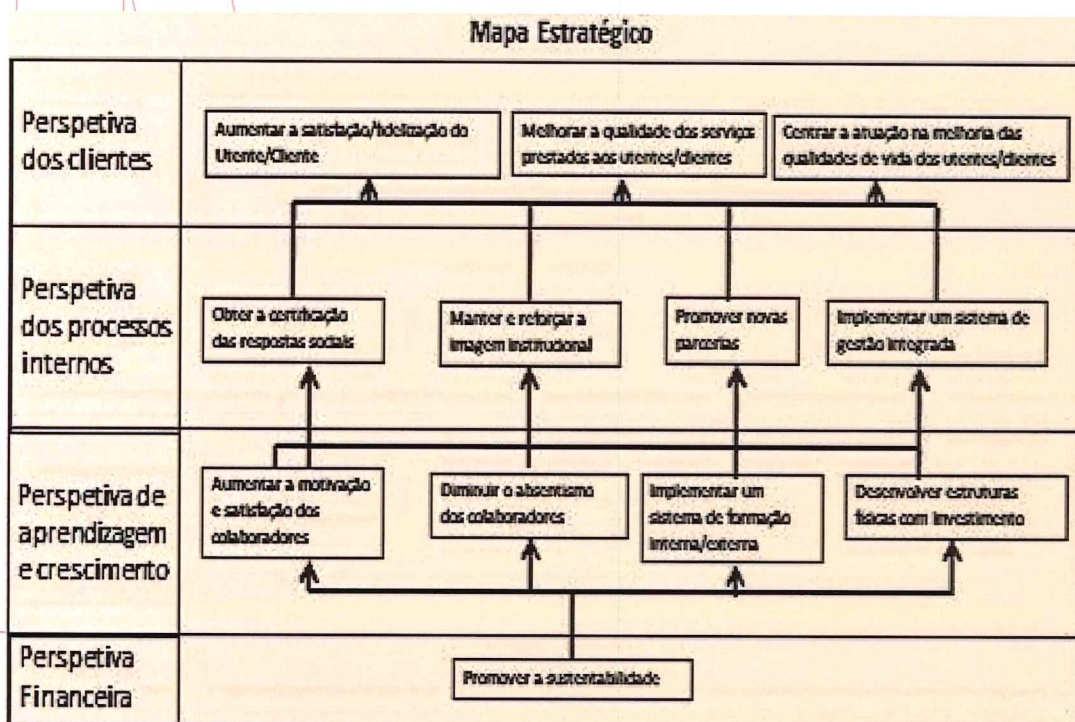 Mapa Estratégico
Perspetiva
dos clientes
Aumentar a satisfação/fidelização do
Utente/Cliente
Melhorar a qualidade dos serviços
prestados aos utentes/clientes
Centrar a atuação na melhoria das
qualidades de vida dos utentes/clientes
Perspetiva
dos processos
internos
Obter a certificação
das respostas sociais
Manter e reforçar a
imagem institucional
Promover novas
parcerias
Implementar um sistema de
gestão integrada
Perspetiva de
aprendizagem
e crescimento
Aumentar a motivação
e satisfação dos
colaboradores
Diminuir o absentismo
dos colaboradores
Implementar um
sistema de formação
interna/externa
Desenvolver estruturas
físicas com investimento
Perspetiva
Financeira
Promover a sustentabilidade